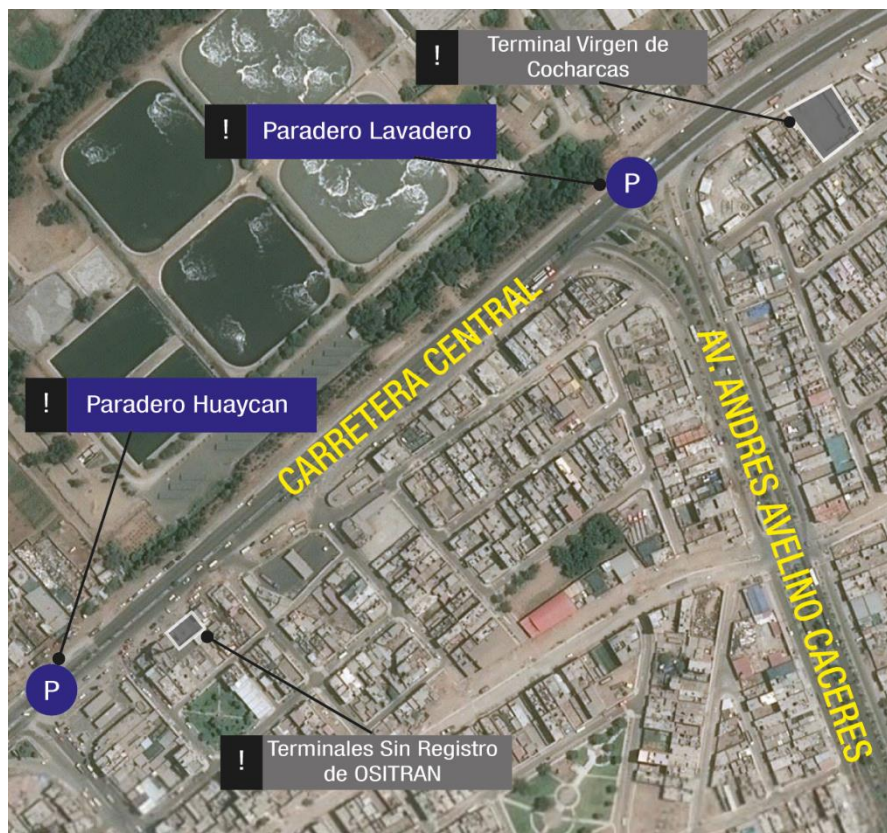 ! Terminal Virgen de
Cocharcas
! Paradero Lavadero
P
CARRETERA CENTRAL
AV. ANDRES AVELINO CACERES
! Paradero Huaycan
P
! Terminales Sin Registro
de OSITRAN